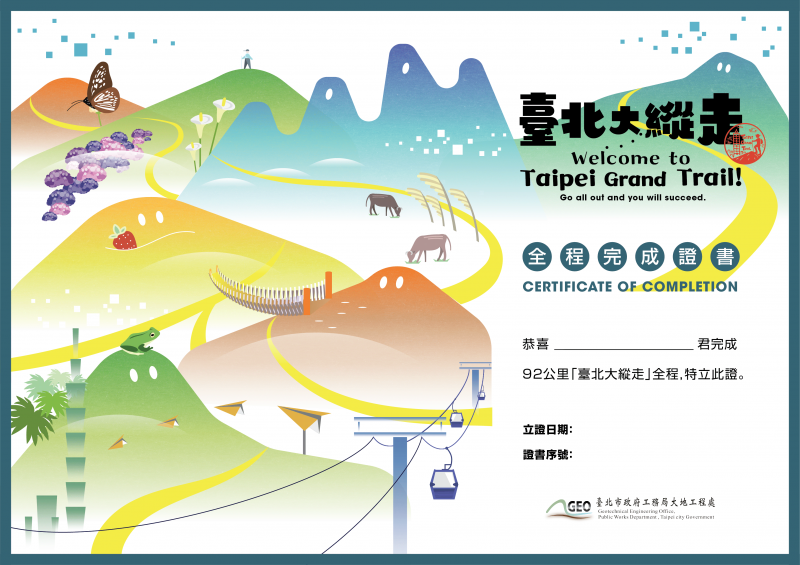 臺北大縱走
Welcome to
Taipei Grand Trail!
Go all out and you will succeed.
全程完成證書
CERTIFICATE OF COMPLETION
恭喜 ____________________ 君完成
92公里「臺北大縱走」全程,特立此證。
立證日期:
證書序號:
GEO 臺北市政府工務局大地工程處
Geotechnical Engineering Office,
Public Works Department , Taipei city Government